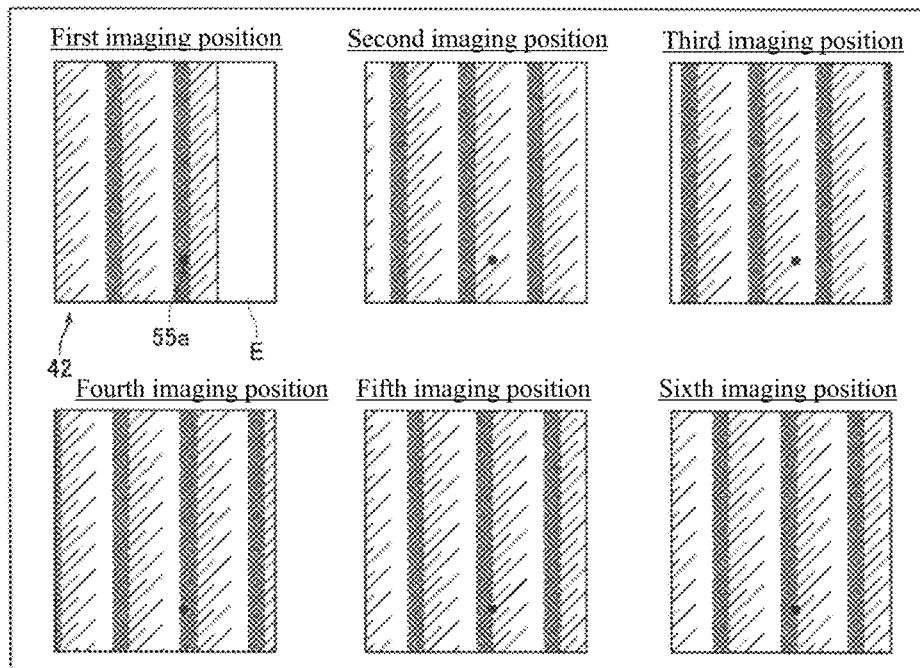 First imaging position
Second imaging position
Third imaging position
55a
E
42
Fourth imaging position
Fifth imaging position
Sixth imaging position